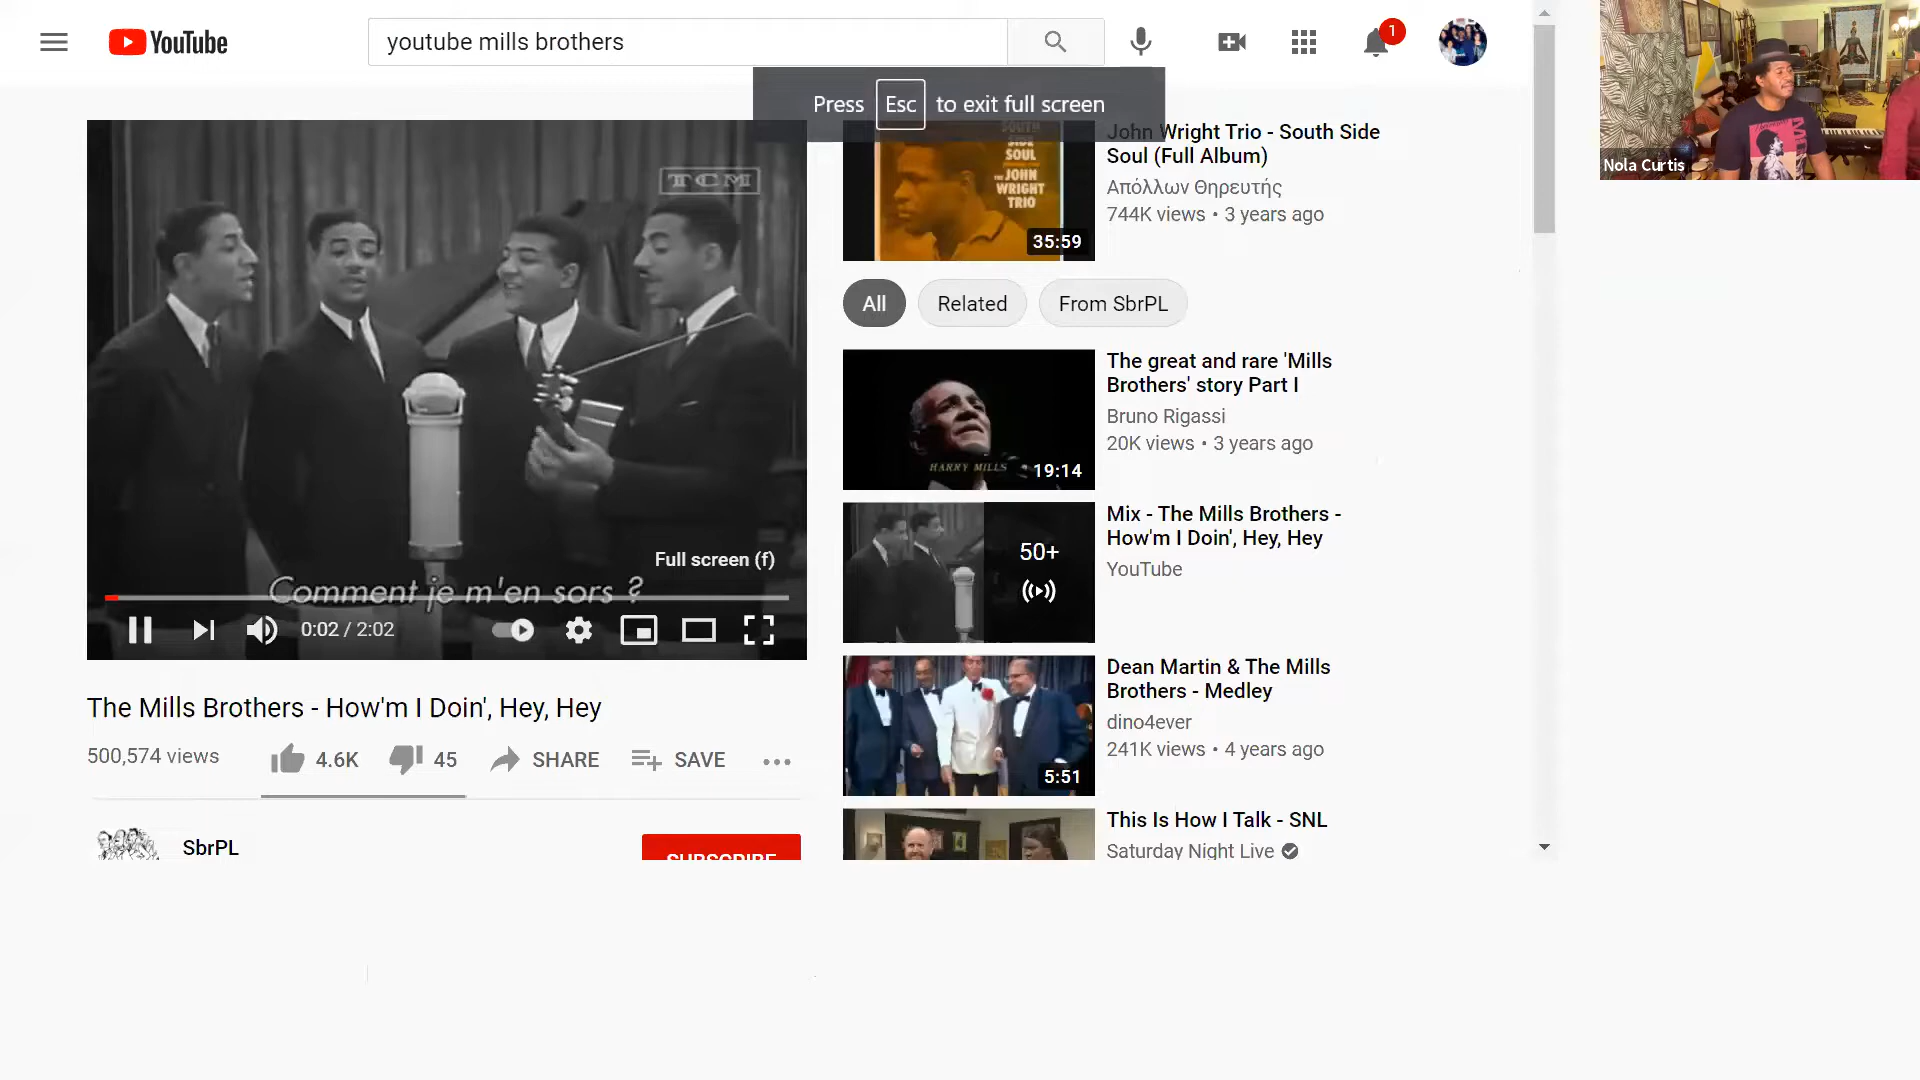 YouTube
youtube mills brothers
1
Press Esc to exit full screen
Nola Curtis
TCM
Full screen (f)
Comment je m'en sors ?
0:02 / 2:02
The Mills Brothers - How'm I Doin', Hey, Hey
500,574 views
4.6K
45
SHARE
SAVE
SbrPL
SUBSCRIBE
SOUTH
SIDE
SOUL
THE JOHN
WRIGHT
TRIO
35:59
John Wright Trio - South Side
Soul (Full Album)
Απόλλων Θηρευτής
744K views • 3 years ago
All
Related
From SbrPL
HARRY MILLS
19:14
The great and rare 'Mills
Brothers' story Part I
Bruno Rigassi
20K views • 3 years ago
50+
Mix - The Mills Brothers -
How'm I Doin', Hey, Hey
YouTube
5:51
Dean Martin & The Mills
Brothers - Medley
dino4ever
241K views • 4 years ago
This Is How I Talk - SNL
Saturday Night Live